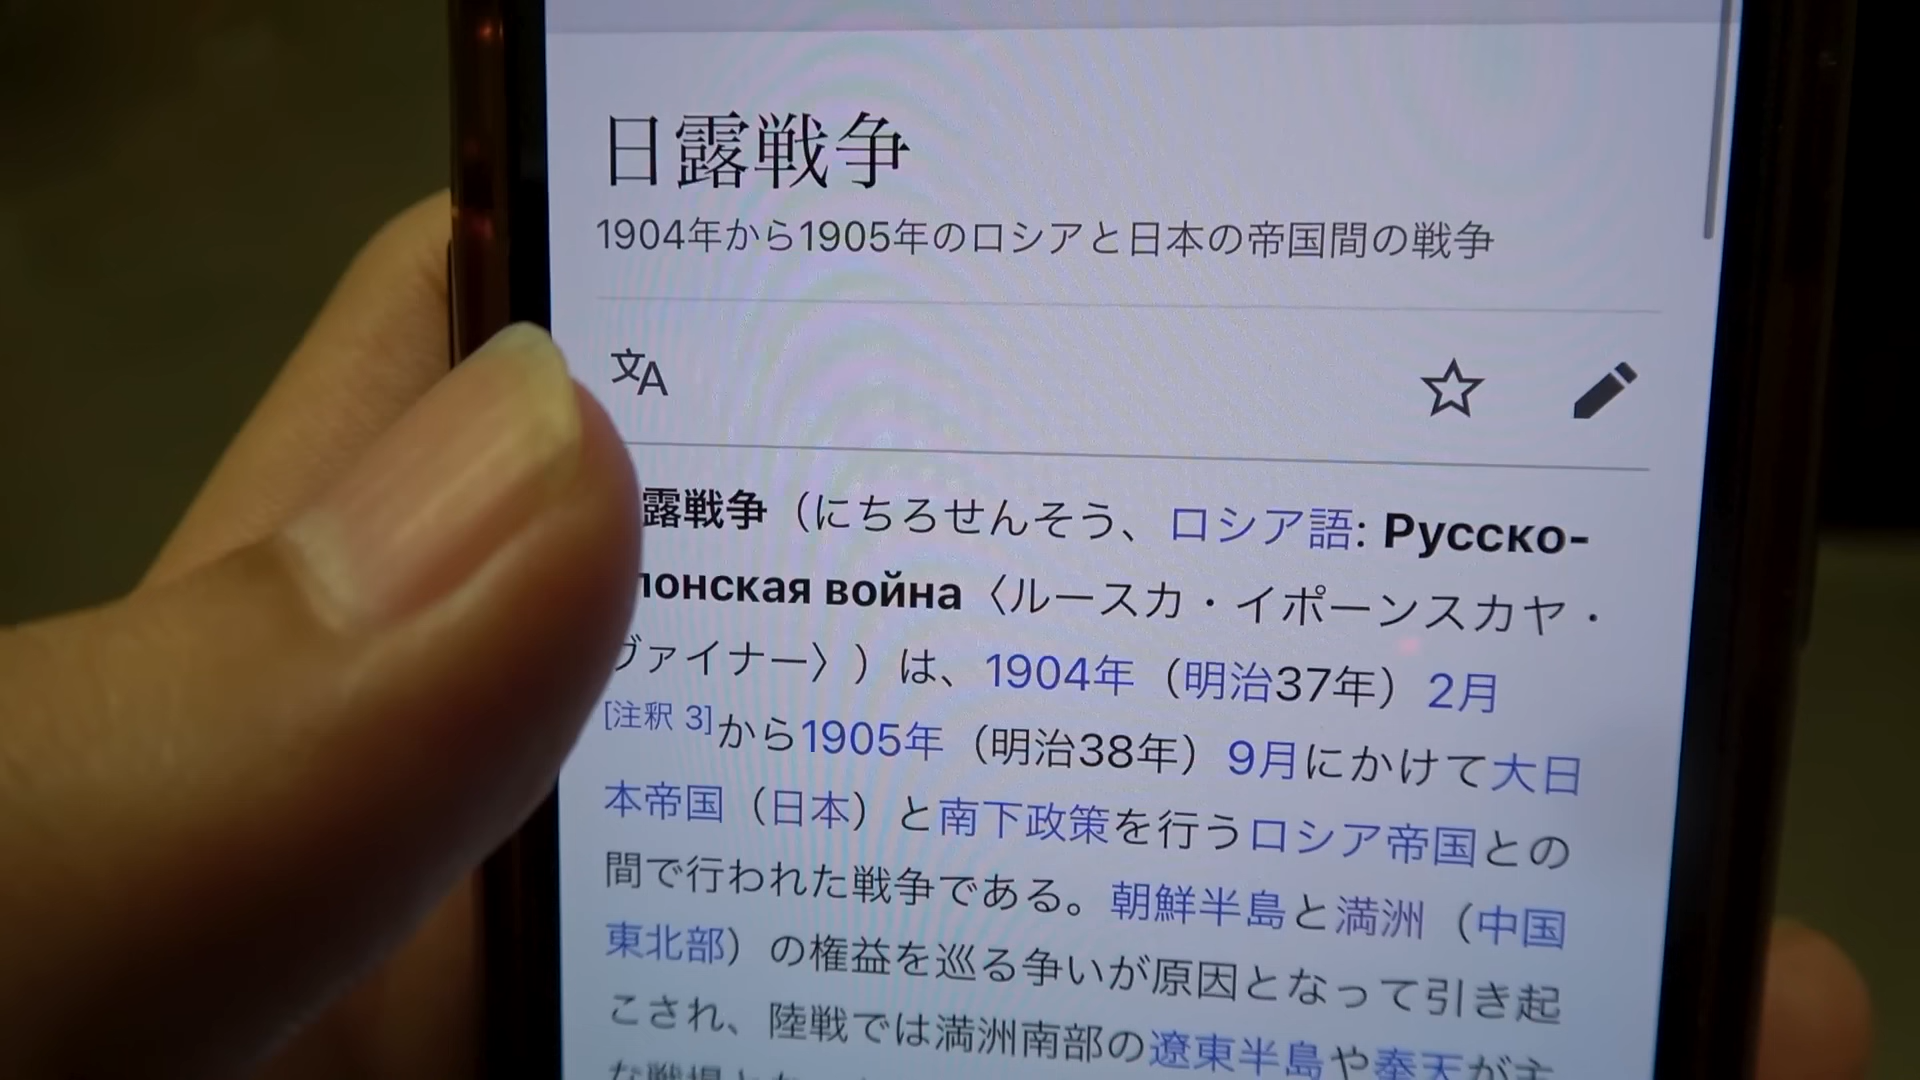 日露戦争
1904年から1905年のロシアと日本の帝国間の戦争
文A
露戦争（にちろせんそう、ロシア語: Русско-
понская война〈ルースカ・イポーンスカヤ・
ヴァイナー〉）は、1904年（明治37年）2月
[注釈 3]から1905年（明治38年）9月にかけて大日
本帝国（日本）と南下政策を行うロシア帝国との
間で行われた戦争である。朝鮮半島と満洲（中国
東北部）の権益を巡る争いが原因となって引き起
こされ、陸戦では満洲南部の遼東半島や奉天が主